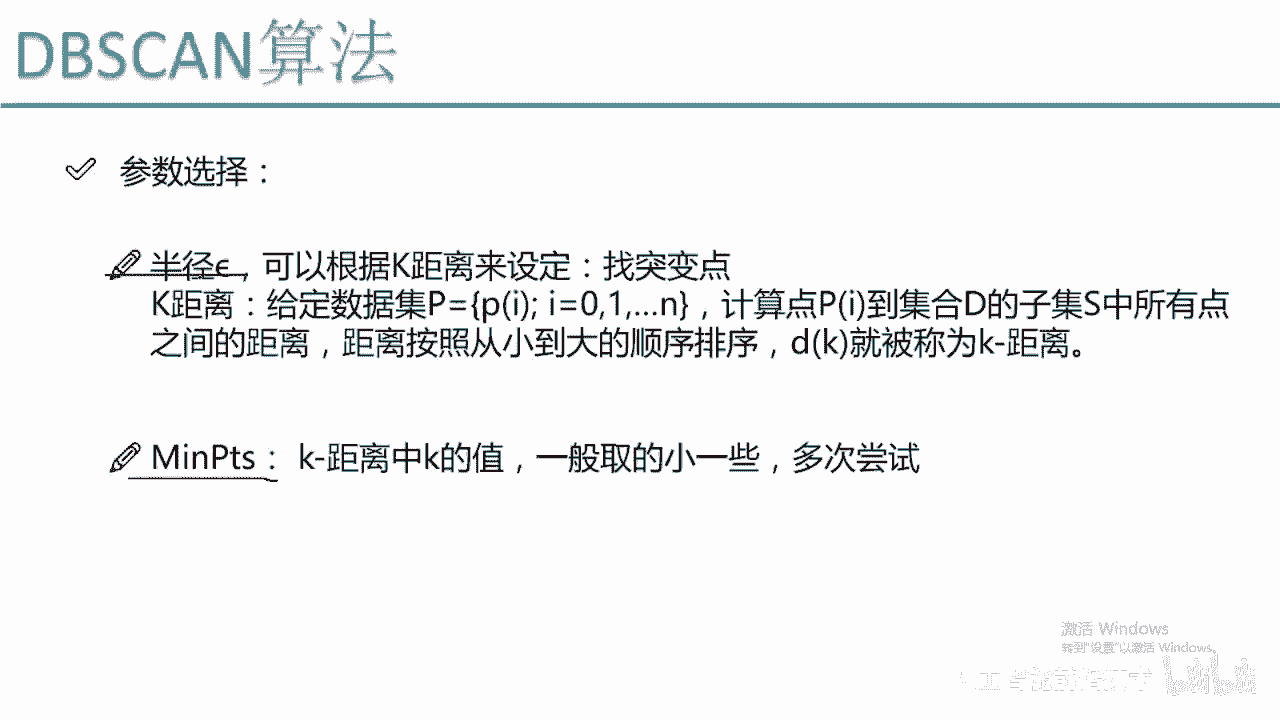 DBSCAN算法
参数选择：
半径ϵ，可以根据K距离来设定：找突变点
K距离：给定数据集P={p(i); i=0,1,...n}，计算点P(i)到集合D的子集S中所有点
之间的距离，距离按照从小到大的顺序排序，d(k)就被称为k-距离。
MinPts： k-距离中k的值，一般取的小一些，多次尝试
激活 Windows
转到"设置"以激活 Windows。
bilibili